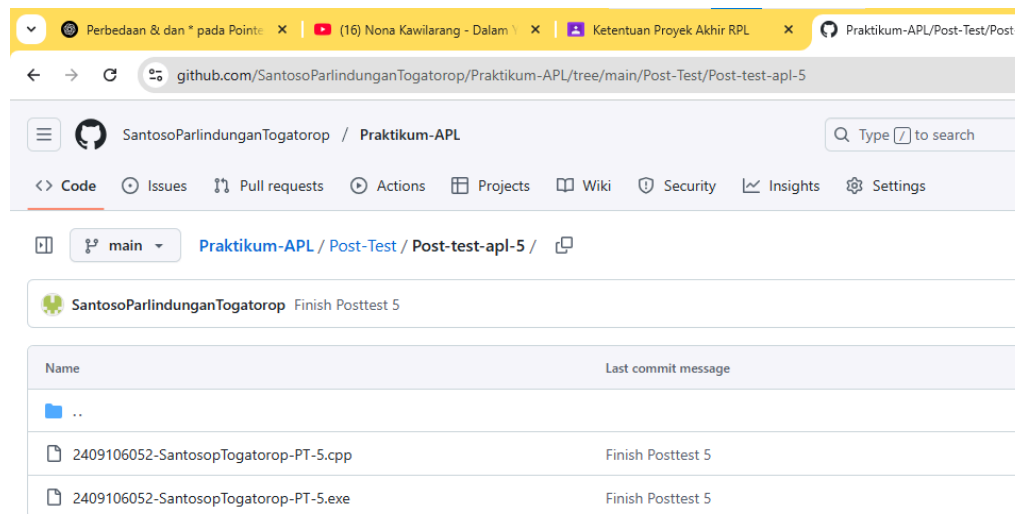 Perbedaan & dan * pada Pointe
(16) Nona Kawilarang - Dalam
Ketentuan Proyek Akhir RPL
Praktikum-APL/Post-Test/Post
github.com/SantosoParlindunganTogatorop/Praktikum-APL/tree/main/Post-Test/Post-test-apl-5
SantosoParlindunganTogatorop / Praktikum-APL
Type / to search
<> Code Issues Pull requests Actions Projects Wiki Security Insights Settings
main Praktikum-APL / Post-Test / Post-test-apl-5 /
SantosoParlindunganTogatorop Finish Posttest 5
Name Last commit message
..
2409106052-SantosopTogatorop-PT-5.cpp Finish Posttest 5
2409106052-SantosopTogatorop-PT-5.exe Finish Posttest 5